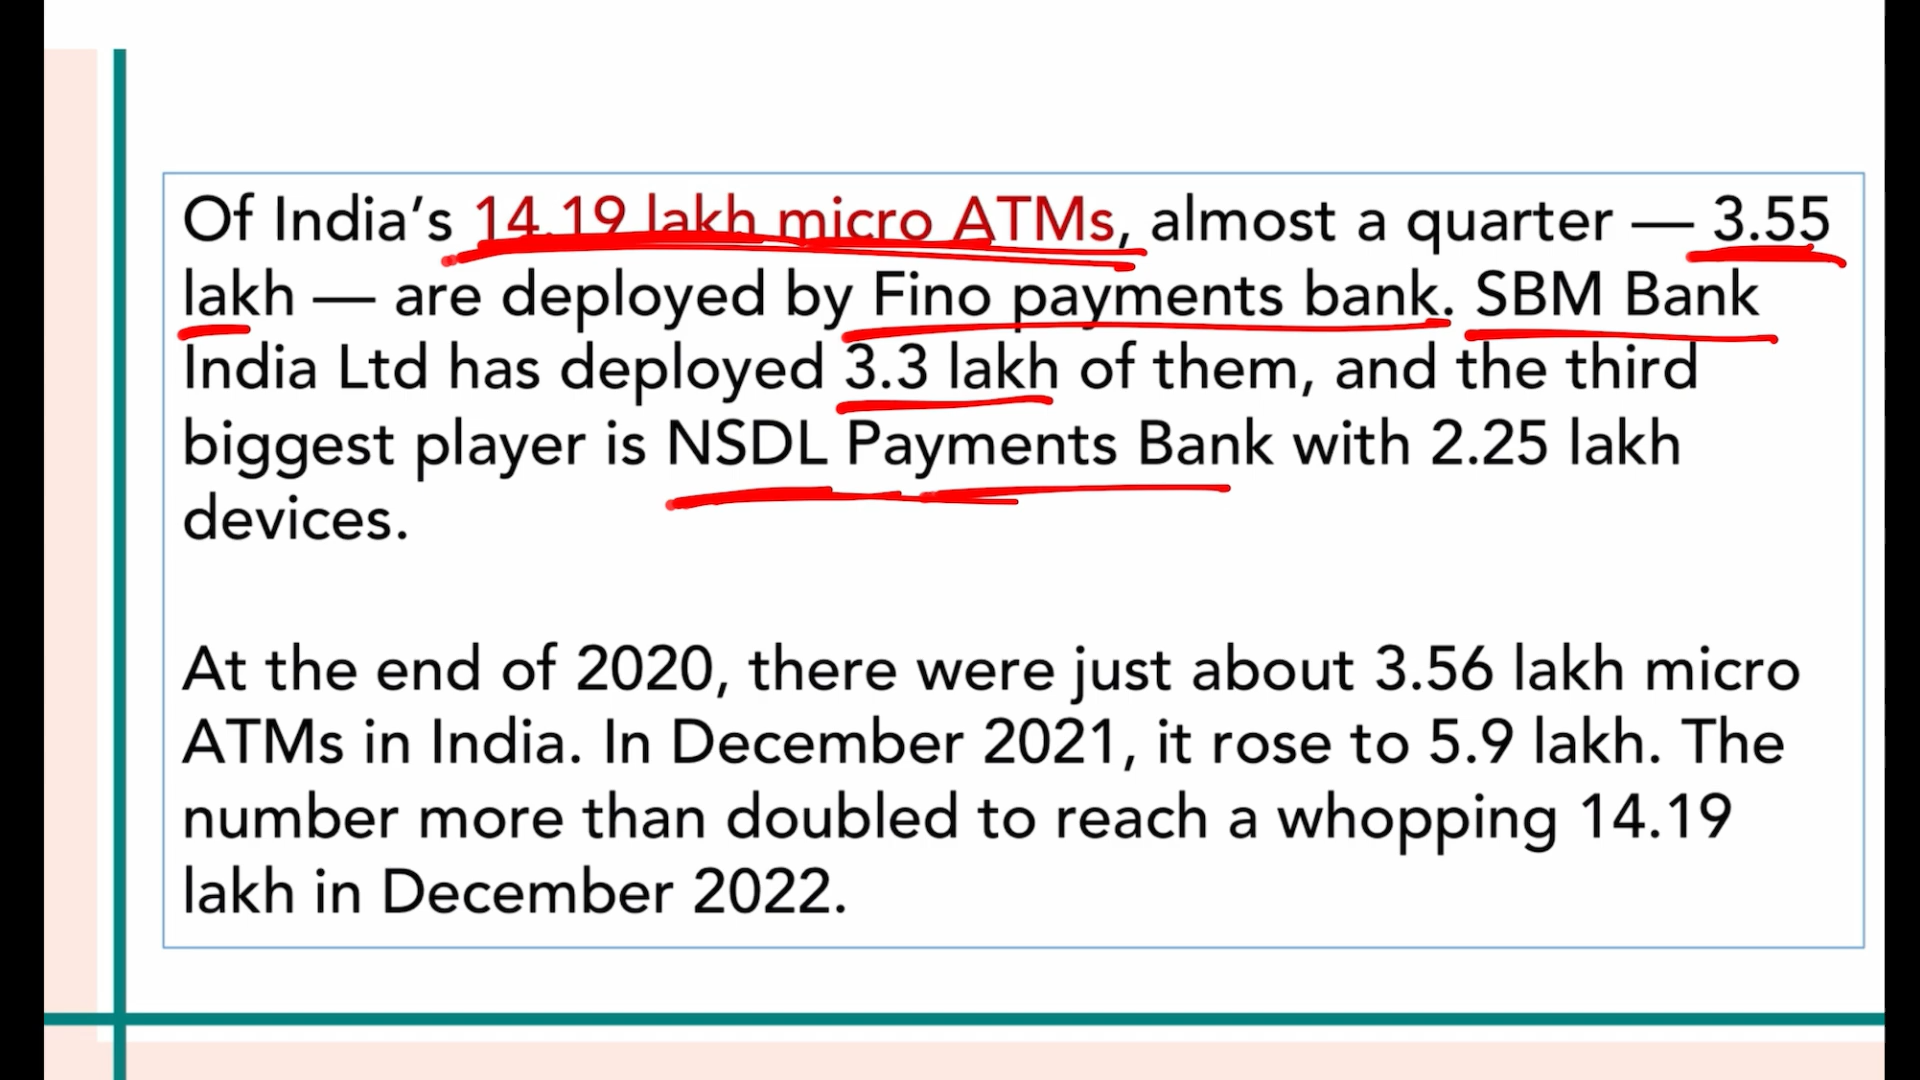 Of India’s 14.19 lakh micro ATMs, almost a quarter — 3.55
lakh — are deployed by Fino payments bank. SBM Bank
India Ltd has deployed 3.3 lakh of them, and the third
biggest player is NSDL Payments Bank with 2.25 lakh
devices.
At the end of 2020, there were just about 3.56 lakh micro
ATMs in India. In December 2021, it rose to 5.9 lakh. The
number more than doubled to reach a whopping 14.19
lakh in December 2022.